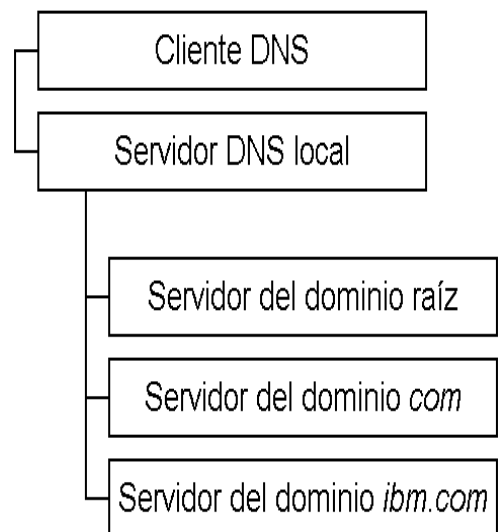 Cliente DNS
Servidor DNS local
Servidor del dominio raíz
Servidor del dominio com
Servidor del dominio ibm.com